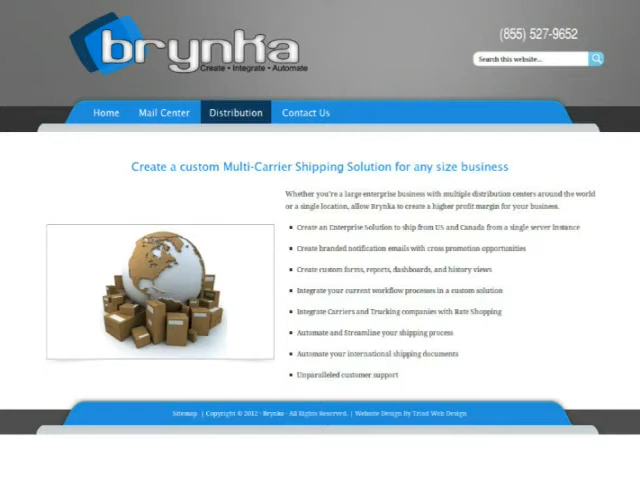 brynka
Create • Integrate • Automate
(855) 527-9652
Search this website...
Home Mail Center Distribution Contact Us
Create a custom Multi-Carrier Shipping Solution for any size business
Whether you're a large enterprise business with multiple distribution centers around the world
or a single location, allow Brynka to create a higher profit margin for your business.
Create an Enterprise Solution to ship from US and Canada from a single server instance
Create branded notification emails with cross promotion opportunities
Create custom forms, reports, dashboards, and history views
Integrate your current workflow processes in a custom solution
Integrate Carriers and Trucking companies with Rate Shopping
Automate and Streamline your shipping process
Automate your international shipping documents
Unparalleled customer support
Sitemap | Copyright © 2012 · Brynka · All Rights Reserved. | Website Design By Triad Web Design